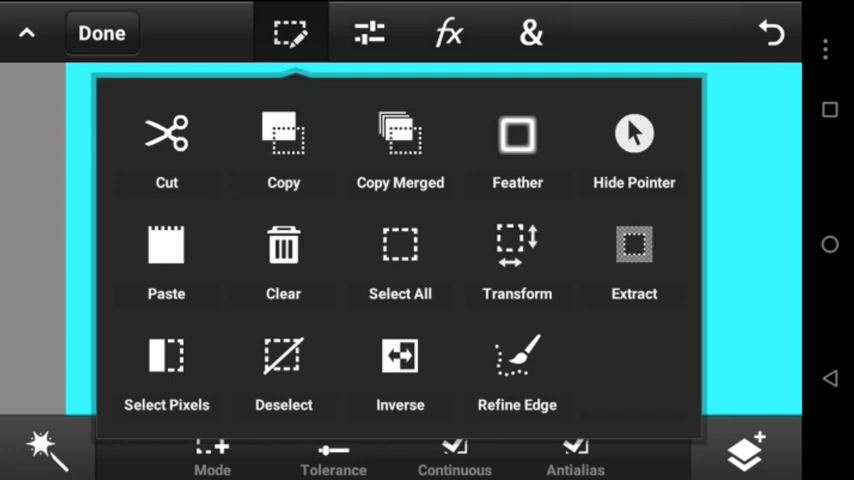 Done fx &
Cut Copy Copy Merged Feather Hide Pointer
Paste Clear Select All Transform Extract
Select Pixels Deselect Inverse Refine Edge
Mode Tolerance Continuous Antialias